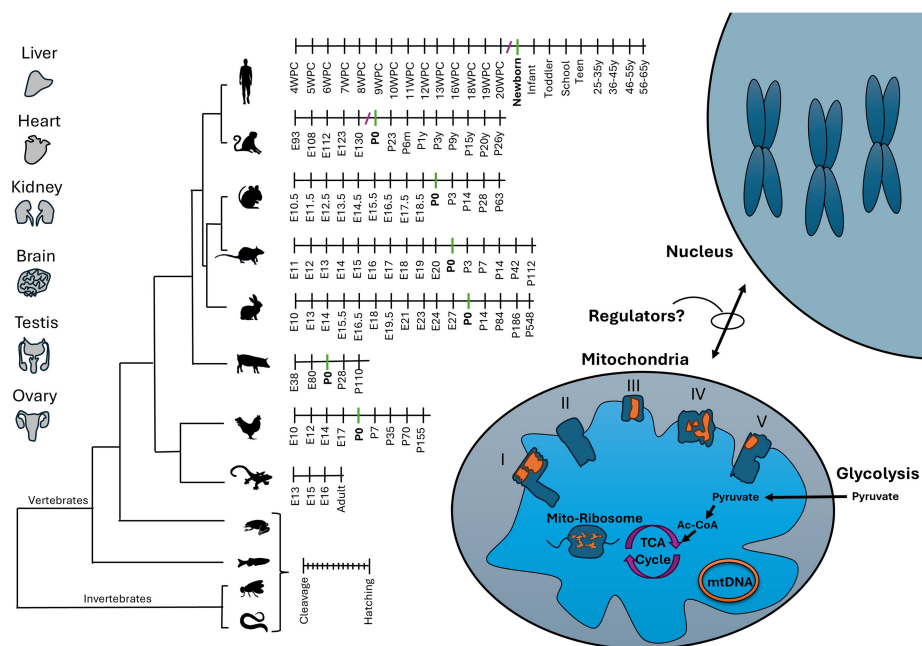 Liver
Heart
Kidney
Brain
Testis
Ovary
Vertebrates
Invertebrates
4WPC 5WPC 6WPC 7WPC 8WPC 9WPC 10WPC 11WPC 12WPC 13WPC 16WPC 18WPC 19WPC 20WPC Newborn Infant Toddler School Teen 25-35y 36-45y 46-55y 56-65y
E93 E108 E112 E123 E130 P0 P23 P6m P1y P3y P9y P15y P20y P26y
E10.5 E11.5 E12.5 E13.5 E14.5 E15.5 E16.5 E17.5 E18.5 P0 P3 P14 P28 P63
E11 E12 E13 E14 E15 E16 E17 E18 E19 E20 P0 P3 P7 P14 P42 P112
E10 E13 E14 E15.5 E16.5 E18 E19.5 E21 E23 E24 E27 P0 P14 P84 P186 P548
E38 E80 P0 P28 P110
E10 E12 E14 E17 P0 P7 P35 P70 P155
E13 E15 E16 Adult
Cleavage Hatching
Nucleus
Regulators?
Mitochondria
I
II
III
IV
V
Glycolysis
Pyruvate
Pyruvate
Ac-CoA
Mito-Ribosome
TCA
Cycle
mtDNA